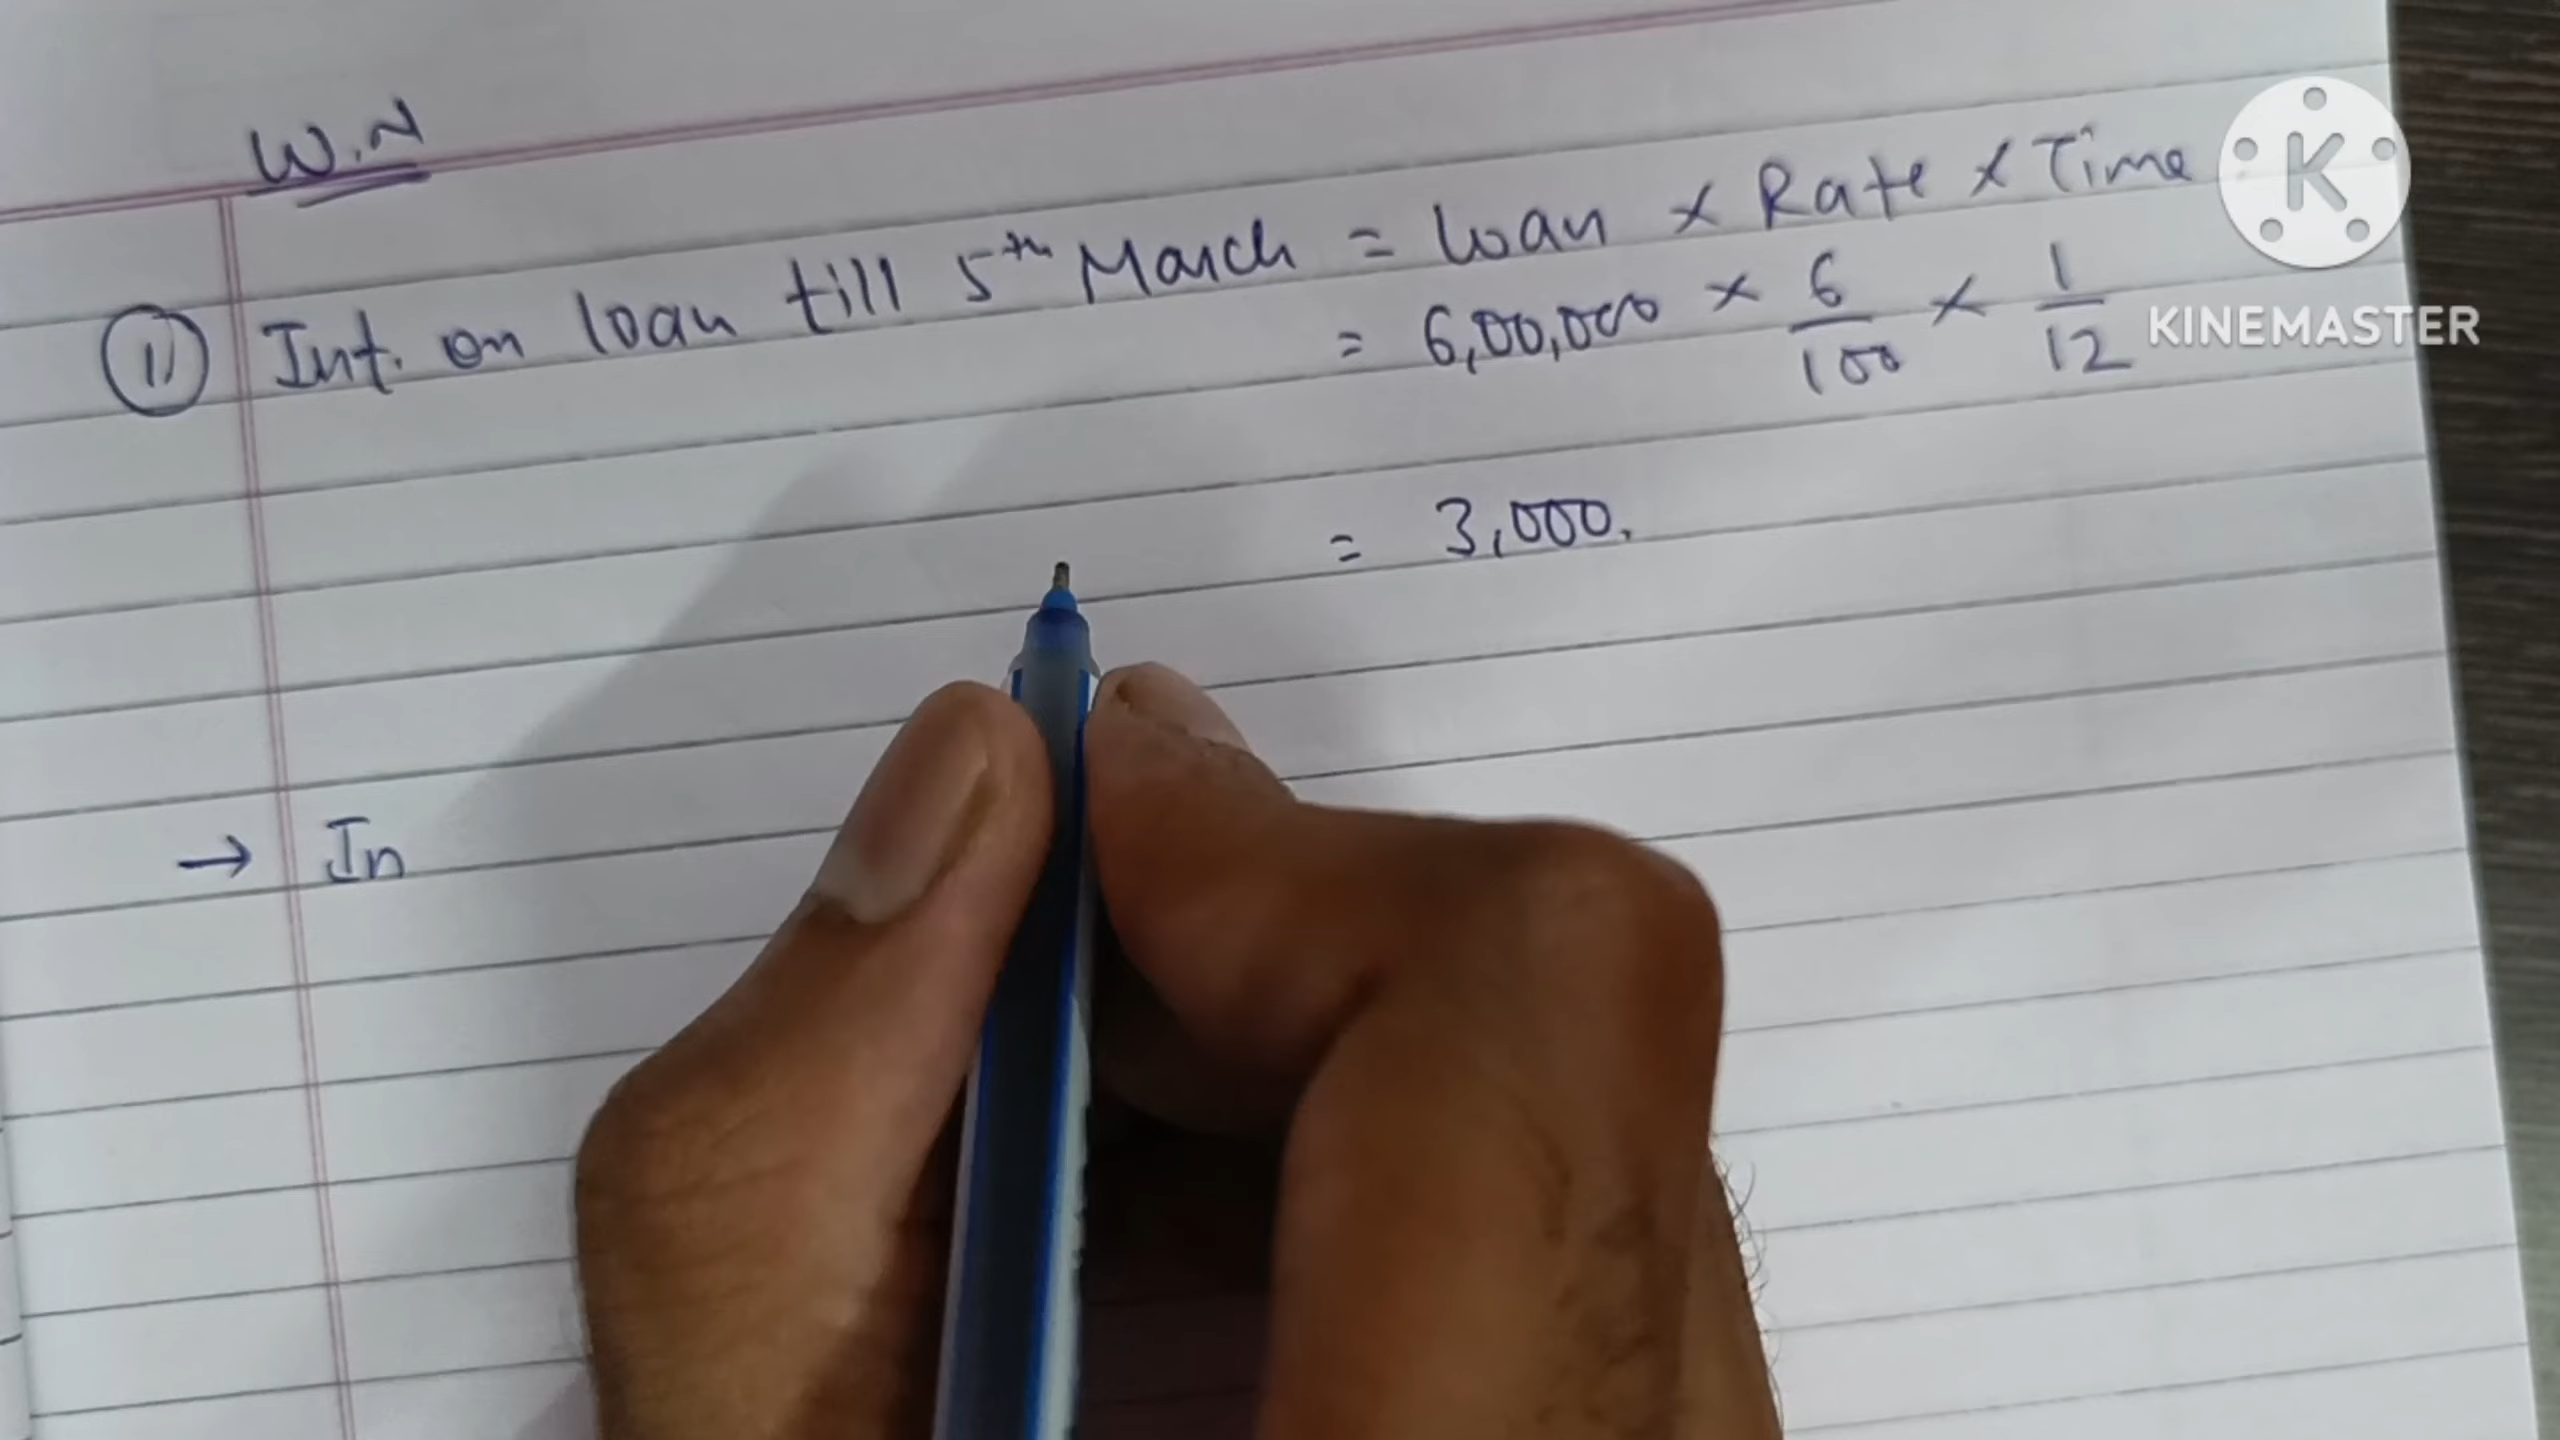 W.N
① Int. on loan till 5th March = loan × Rate × Time
= 6,00,000 × 6/100 × 1/12
= 3,000.
→ In
K
KINEMASTER